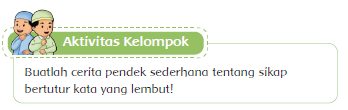 Aktivitas Kelompok
Buatlah cerita pendek sederhana tentang sikap
bertutur kata yang lembut!